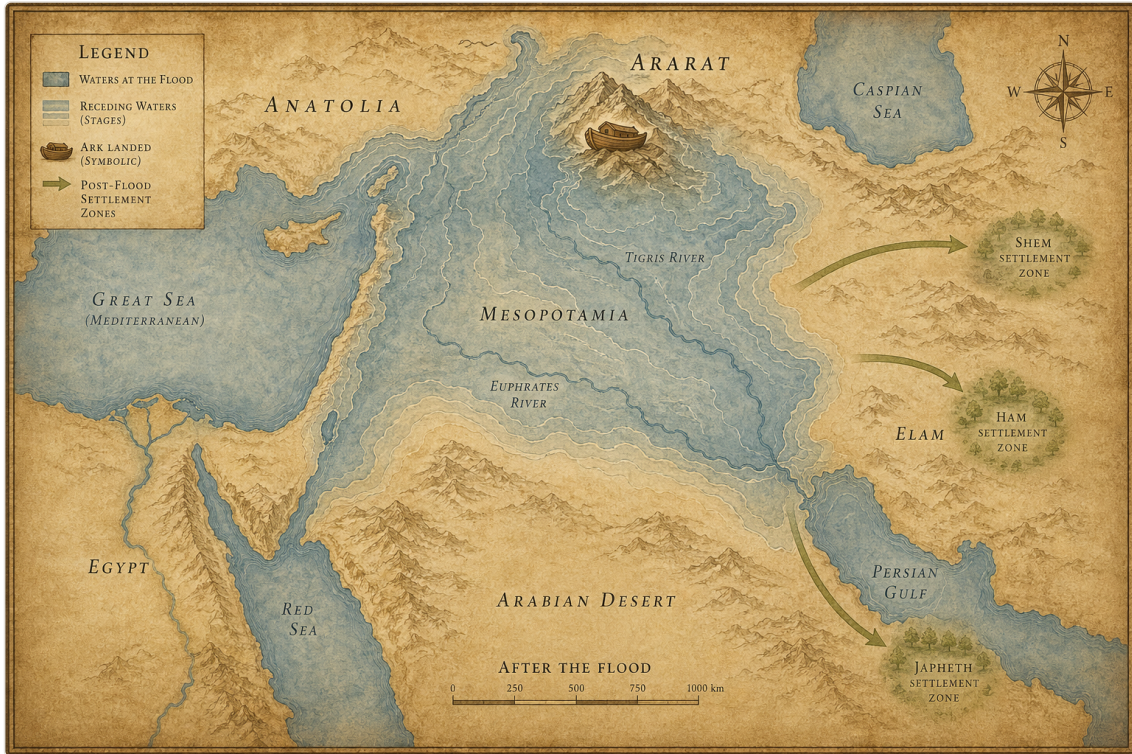 LEGEND
WATERS AT THE FLOOD
RECEDING WATERS
(STAGES)
ARK LANDED
(SYMBOLIC)
POST-FLOOD
SETTLEMENT
ZONES
ANATOLIA
ARARAT
CASPIAN
SEA
N
W
E
S
GREAT SEA
(MEDITERRANEAN)
TIGRIS RIVER
MESOPOTAMIA
EUPHRATES
RIVER
SHEM
SETTLEMENT
ZONE
HAM
SETTLEMENT
ZONE
ELAM
EGYPT
RED
SEA
ARABIAN DESERT
PERSIAN
GULF
JAPHETH
SETTLEMENT
ZONE
AFTER THE FLOOD
0 250 500 750 1000 km